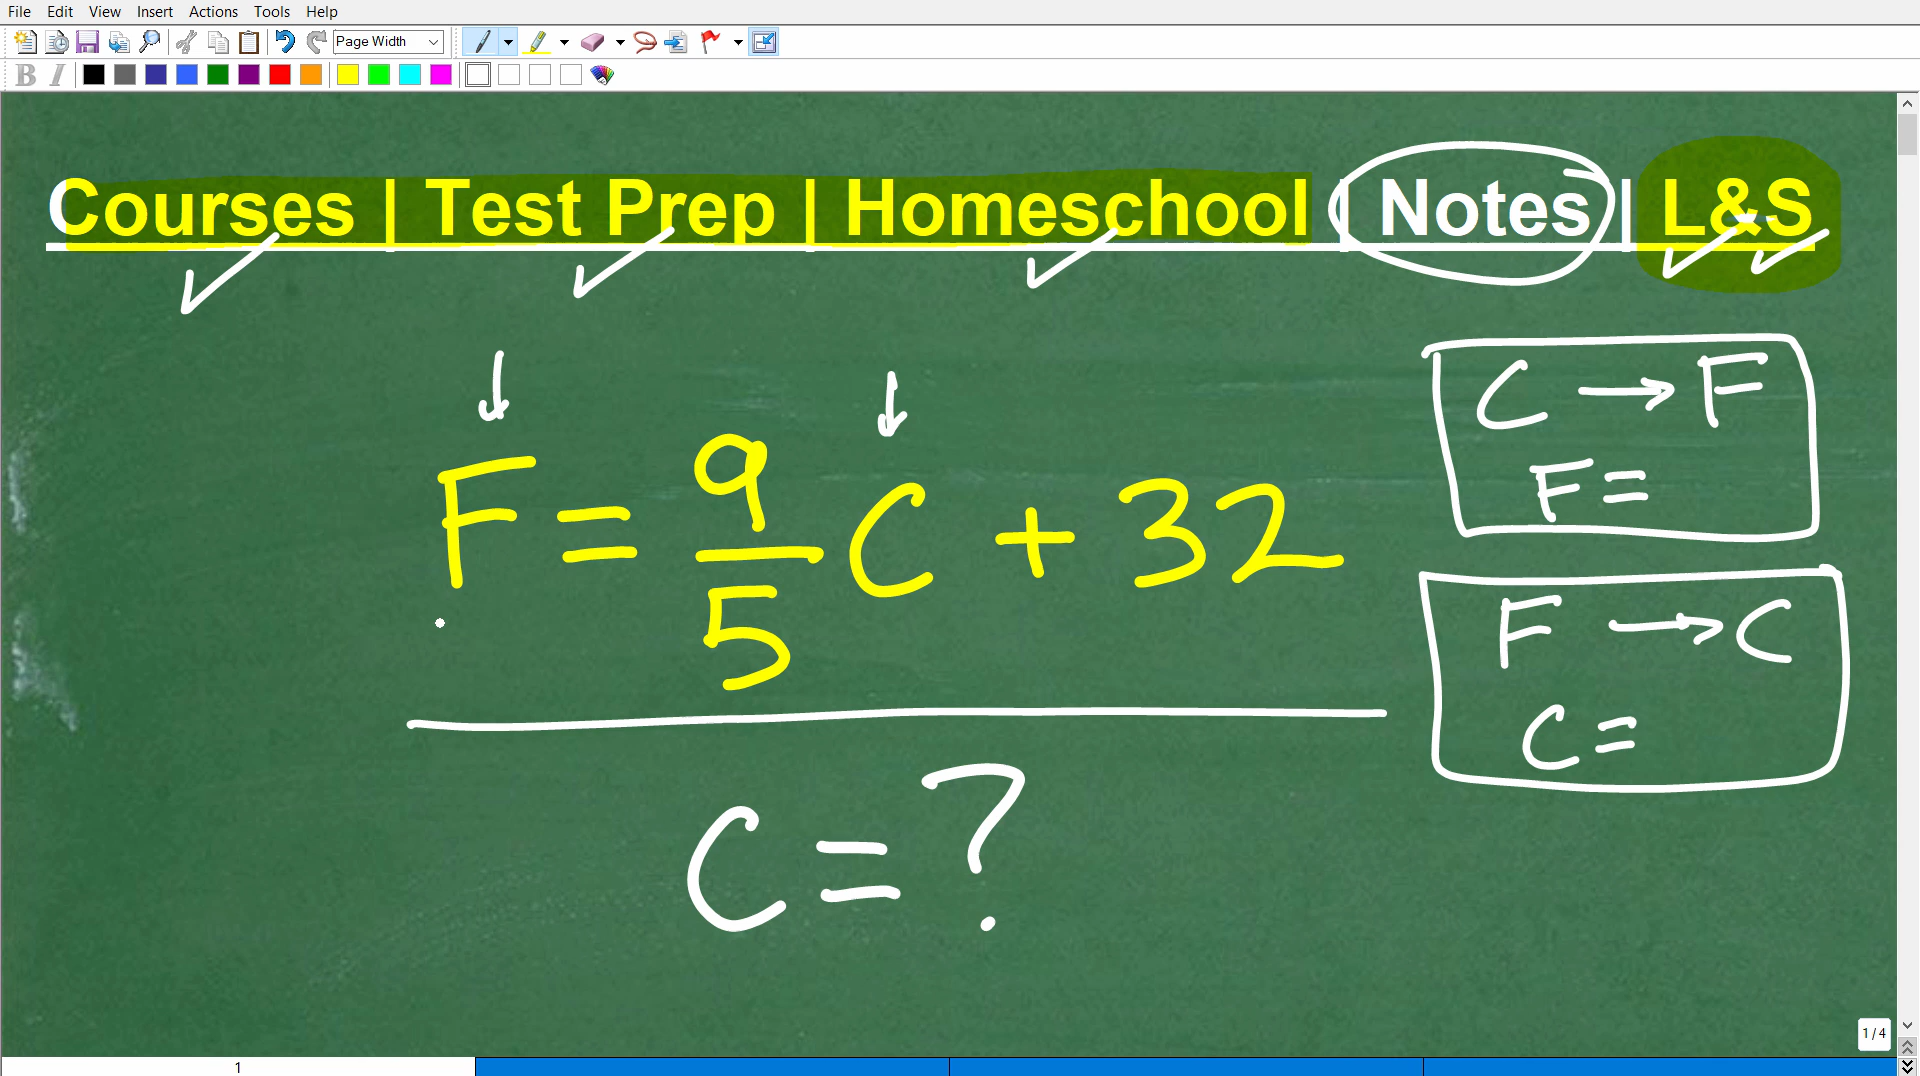 File Edit View Insert Actions Tools Help
Page Width
B I
Courses | Test Prep | Homeschool | Notes | L&S
C → F
F =
F = 9/5 C + 32
F → C
C =
C = ?
1 / 4
1